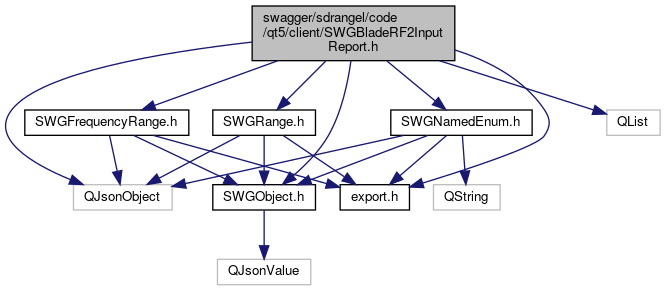 swagger/sdrangel/code
/qt5/client/SWGBladeRF2Input
Report.h
SWGFrequencyRange.h
SWGRange.h
SWGNamedEnum.h
QList
QJsonObject
SWGObject.h
export.h
QString
QJsonValue